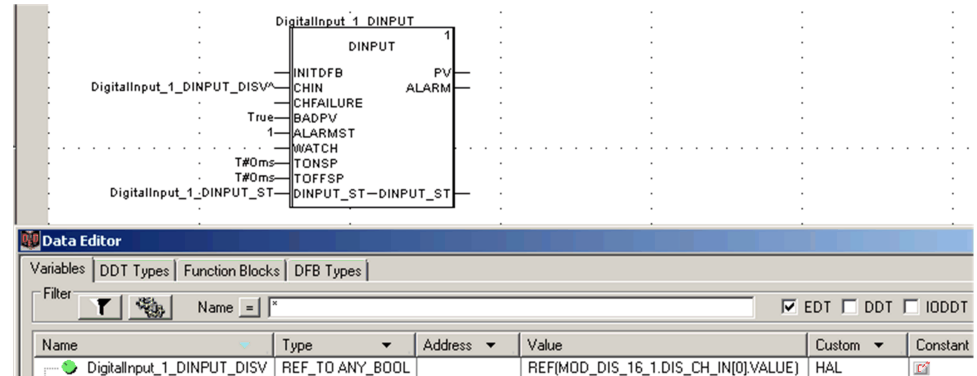 DigitalInput_1_DINPUT
1
DINPUT
INITDFB PV
DigitalInput_1_DINPUT_DISV^ CHIN ALARM
CHFAILURE
True BADPV
1 ALARMST
WATCH
T#0ms TONSP
T#0ms TOFFSP
DigitalInput_1_DINPUT_ST DINPUT_ST DINPUT_ST
Data Editor
Variables DDT Types Function Blocks DFB Types
Filter Name = * EDT DDT IODDT
Name Type Address Value Custom Constant
DigitalInput_1_DINPUT_DISV REF_TO ANY_BOOL REF(MOD_DIS_16_1.DIS_CH_IN[0].VALUE) HAL